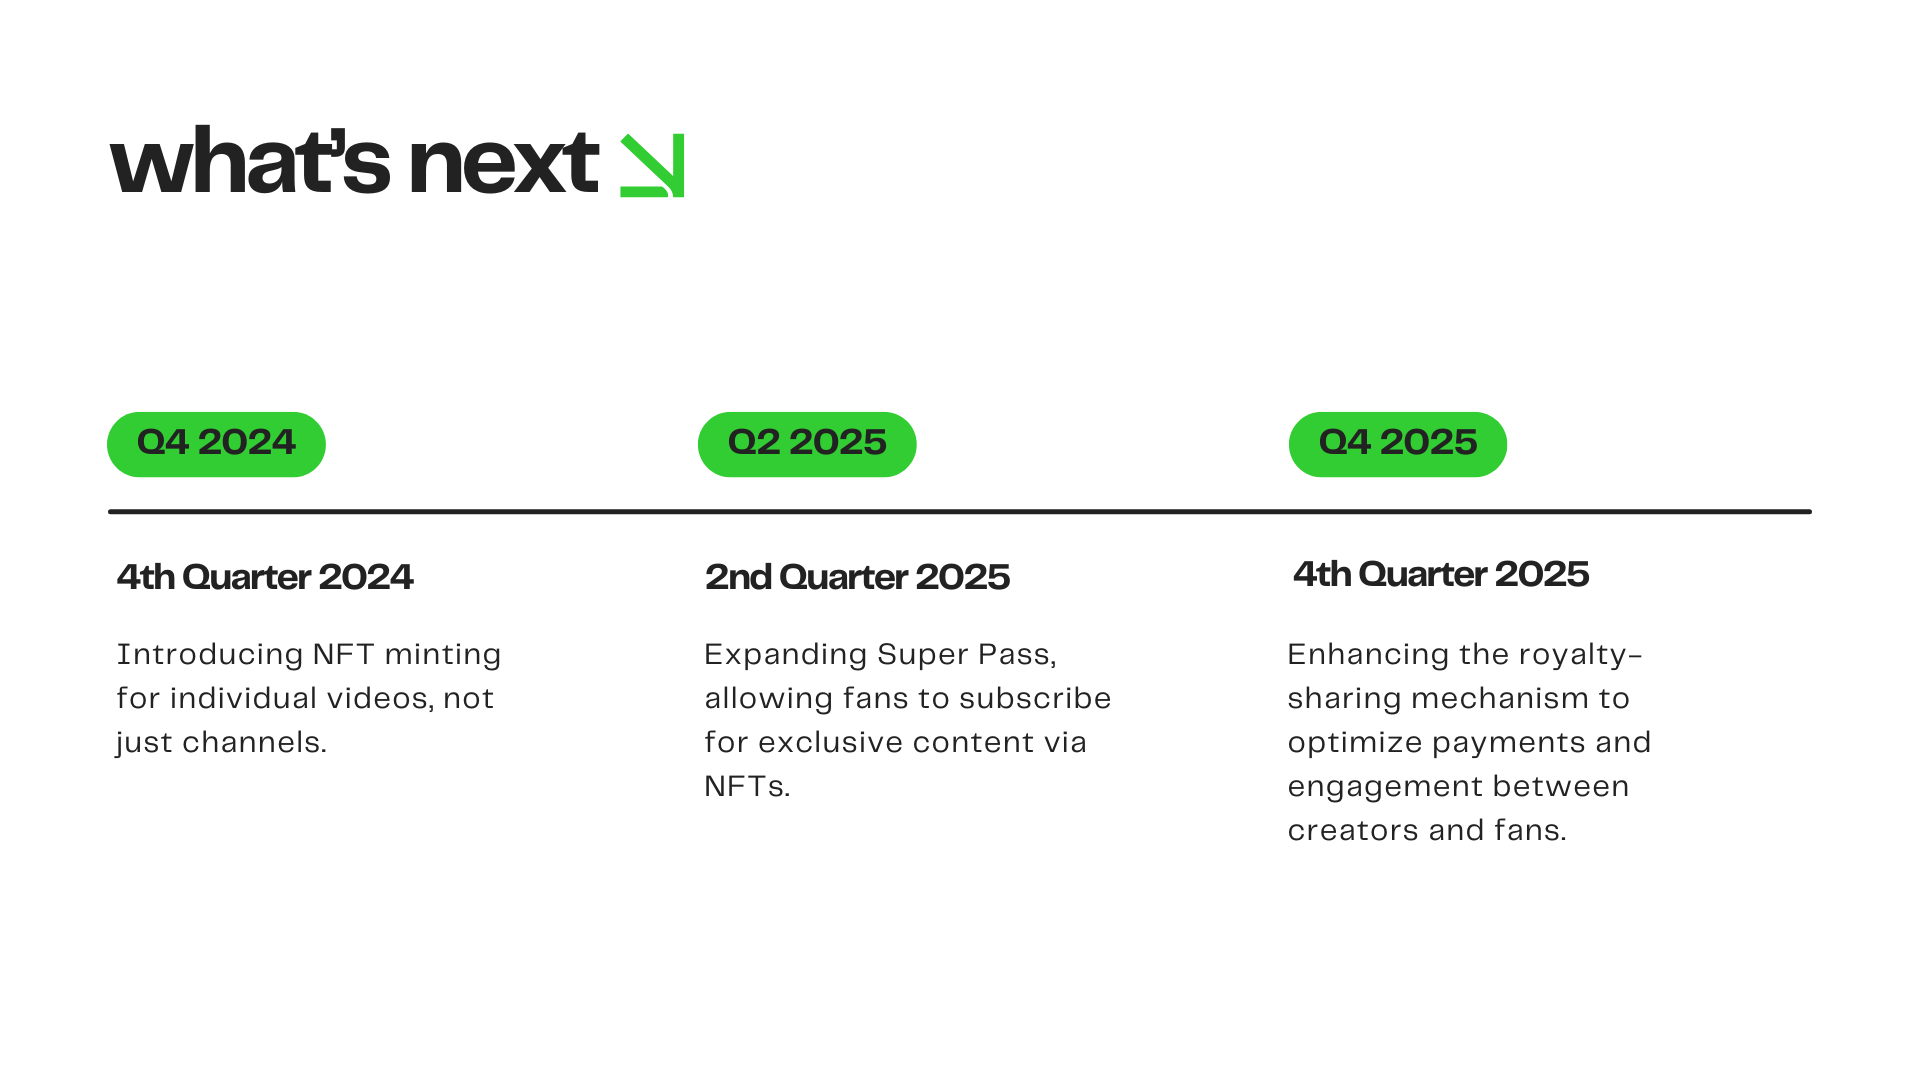 what's next
Q4 2024
Q2 2025
Q4 2025
4th Quarter 2024
Introducing NFT minting
for individual videos, not
just channels.
2nd Quarter 2025
Expanding Super Pass,
allowing fans to subscribe
for exclusive content via
NFTs.
4th Quarter 2025
Enhancing the royalty-
sharing mechanism to
optimize payments and
engagement between
creators and fans.